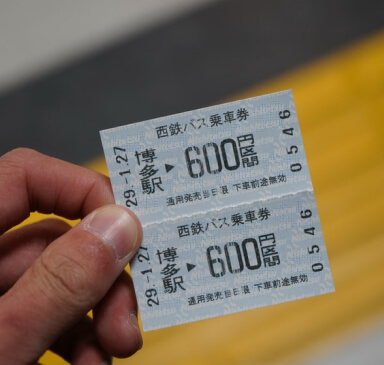 西鉄バス乗車券
29.-1.27
博多駅▶600円区間
0546
通用発売当日限 下車前途無効
西鉄バス乗車券
29.-1.27
博多駅▶600円区間
0546
通用発売当日限 下車前途無効